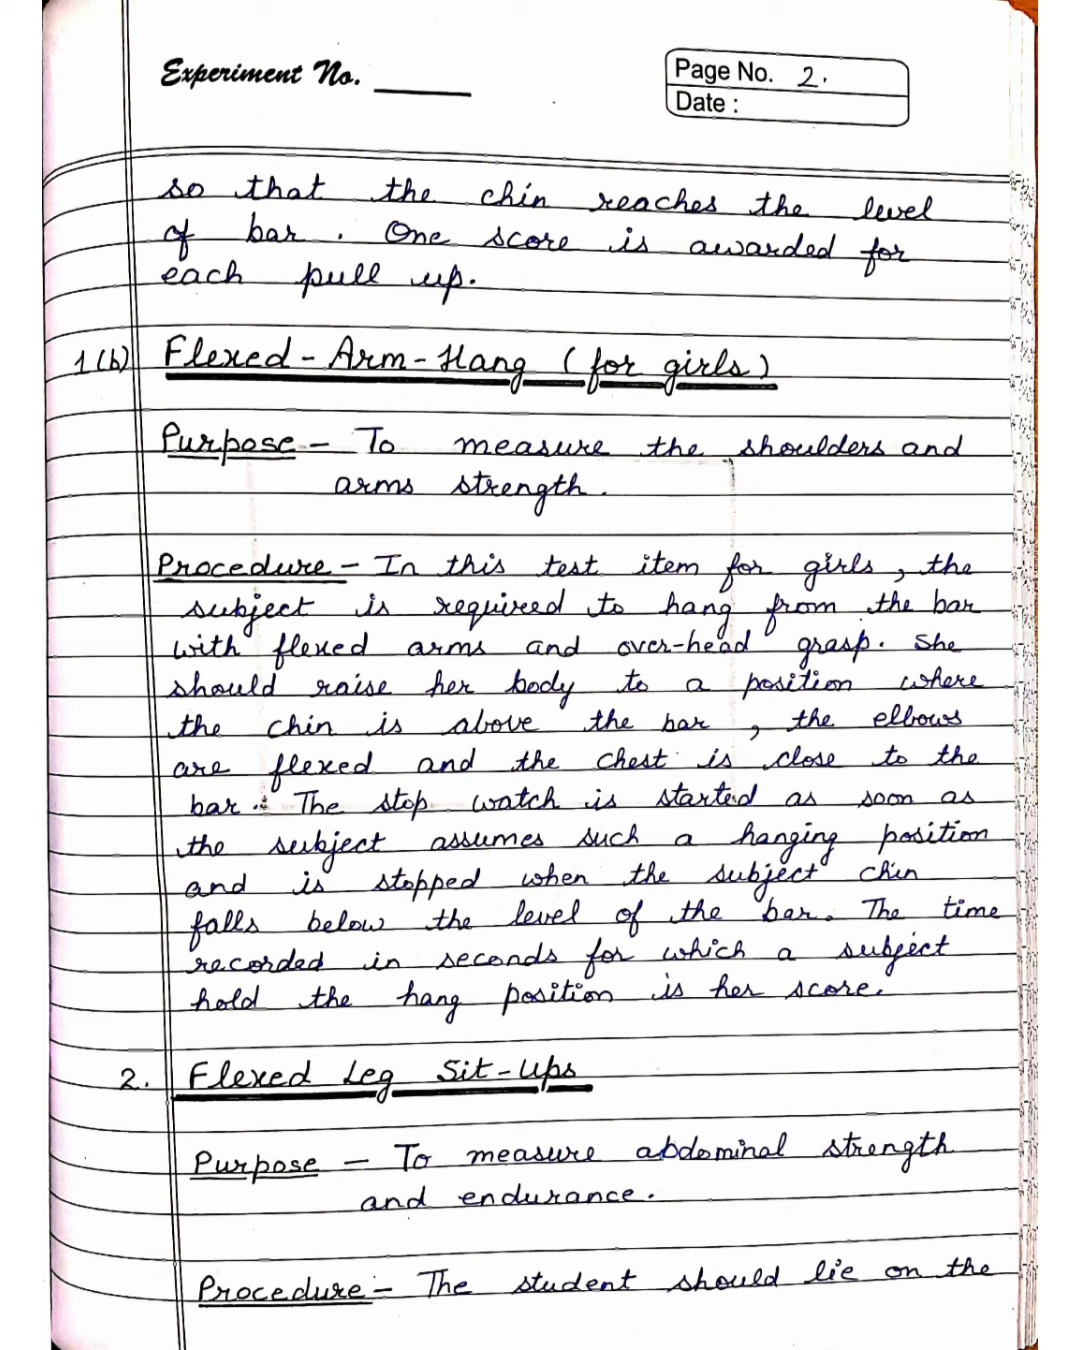 Experiment No. ______
Page No. 2.
Date :
so that the chin reaches the level
of bar . One score is awarded for
each pull up.
1(b) Flexed-Arm-Hang (for girls)
Purpose - To measure the shoulders and
arms strength.
Procedure - In this test item for girls, the
subject is required to hang from the bar
with flexed arms and over-head grasp. She
should raise her body to a position where
the chin is above the bar , the elbows
are flexed and the chest is close to the
bar. The stop watch is started as soon as
the subject assumes such a hanging position
and is stopped when the subject chin
falls below the level of the bar. The time
recorded in seconds for which a subject
hold the hang position is her score.
2. Flexed Leg Sit-Ups
Purpose - To measure abdominal strength
and endurance.
Procedure - The student should lie on the